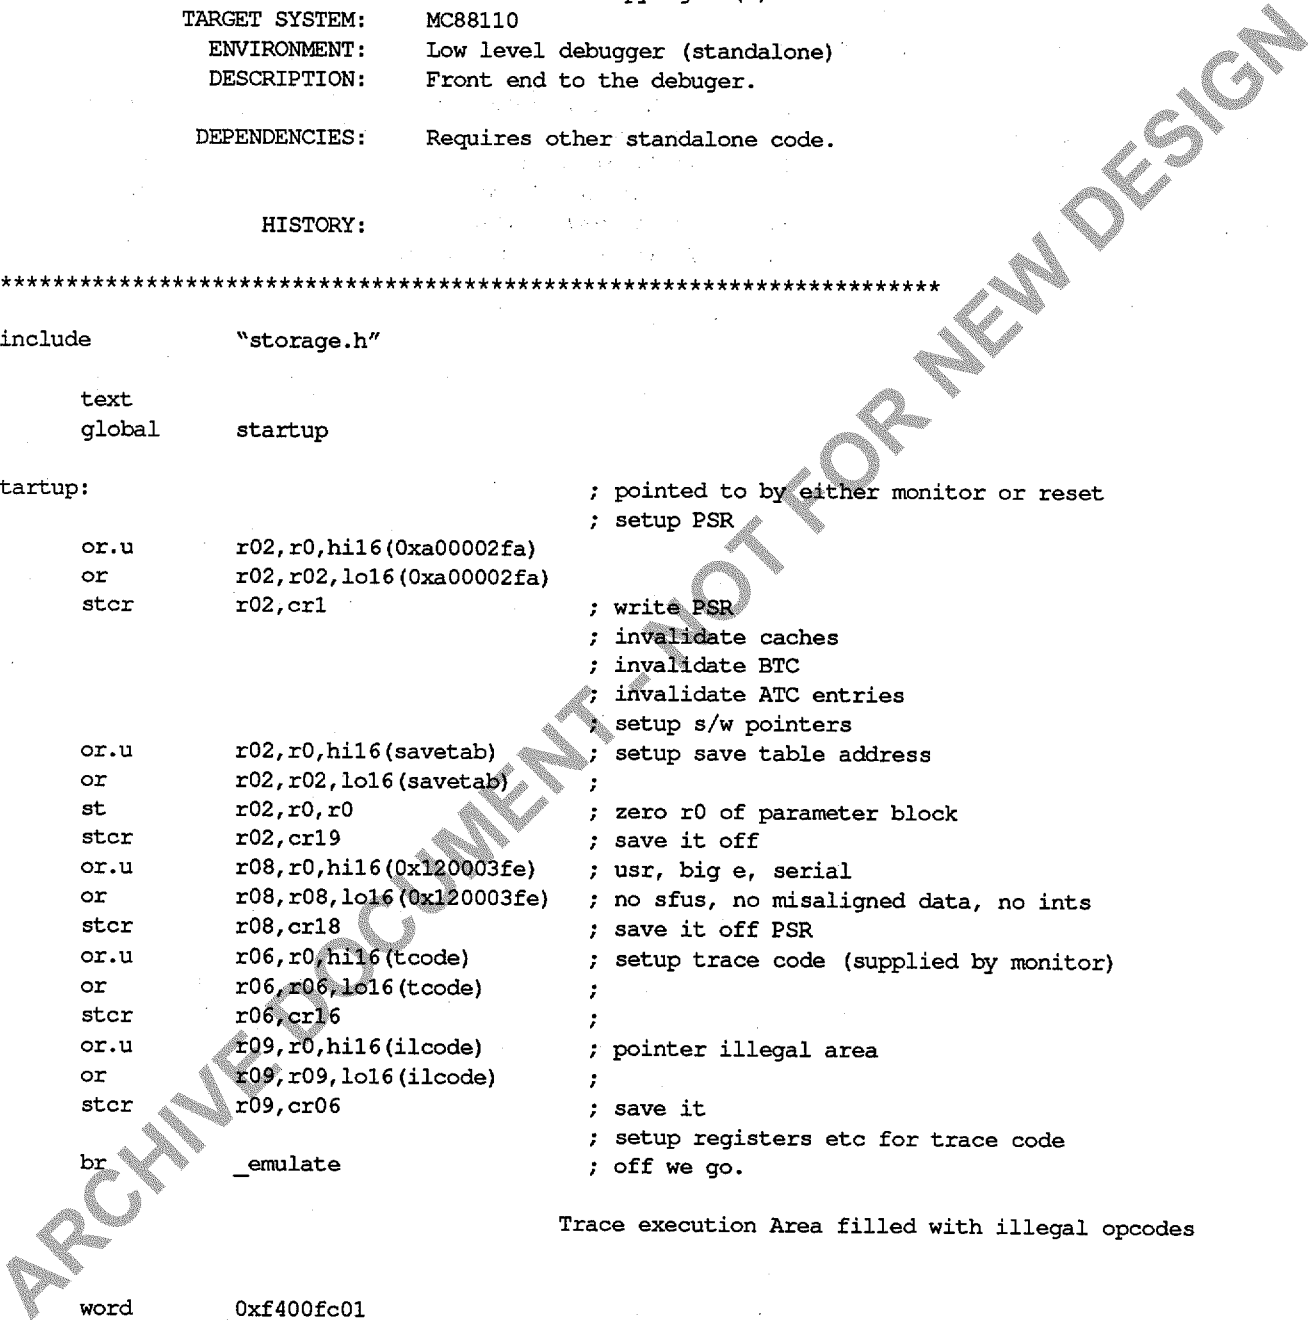 TARGET SYSTEM: MC88110
ENVIRONMENT: Low level debugger (standalone)
DESCRIPTION: Front end to the debuger.
DEPENDENCIES: Requires other standalone code.
HISTORY:
***********************************************************************
include "storage.h"
text
global startup
tartup: ; pointed to by either monitor or reset
; setup PSR
or.u r02,r0,hi16(0xa00002fa)
or r02,r02,lo16(0xa00002fa)
stcr r02,cr1 ; write PSR
; invalidate caches
; invalidate BTC
; invalidate ATC entries
; setup s/w pointers
or.u r02,r0,hi16(savetab) ; setup save table address
or r02,r02,lo16(savetab) ;
st r02,r0,r0 ; zero r0 of parameter block
stcr r02,cr19 ; save it off
or.u r08,r0,hi16(0x120003fe) ; usr, big e, serial
or r08,r08,lo16(0x120003fe) ; no sfus, no misaligned data, no ints
stcr r08,cr18 ; save it off PSR
or.u r06,r0,hi16(tcode) ; setup trace code (supplied by monitor)
or r06,r06,lo16(tcode) ;
stcr r06,cr16 ;
or.u r09,r0,hi16(ilcode) ; pointer illegal area
or r09,r09,lo16(ilcode) ;
stcr r09,cr06 ; save it
; setup registers etc for trace code
br _emulate ; off we go.
Trace execution Area filled with illegal opcodes
word 0xf400fc01
ARCHIVE DOCUMENT - NOT FOR NEW DESIGN